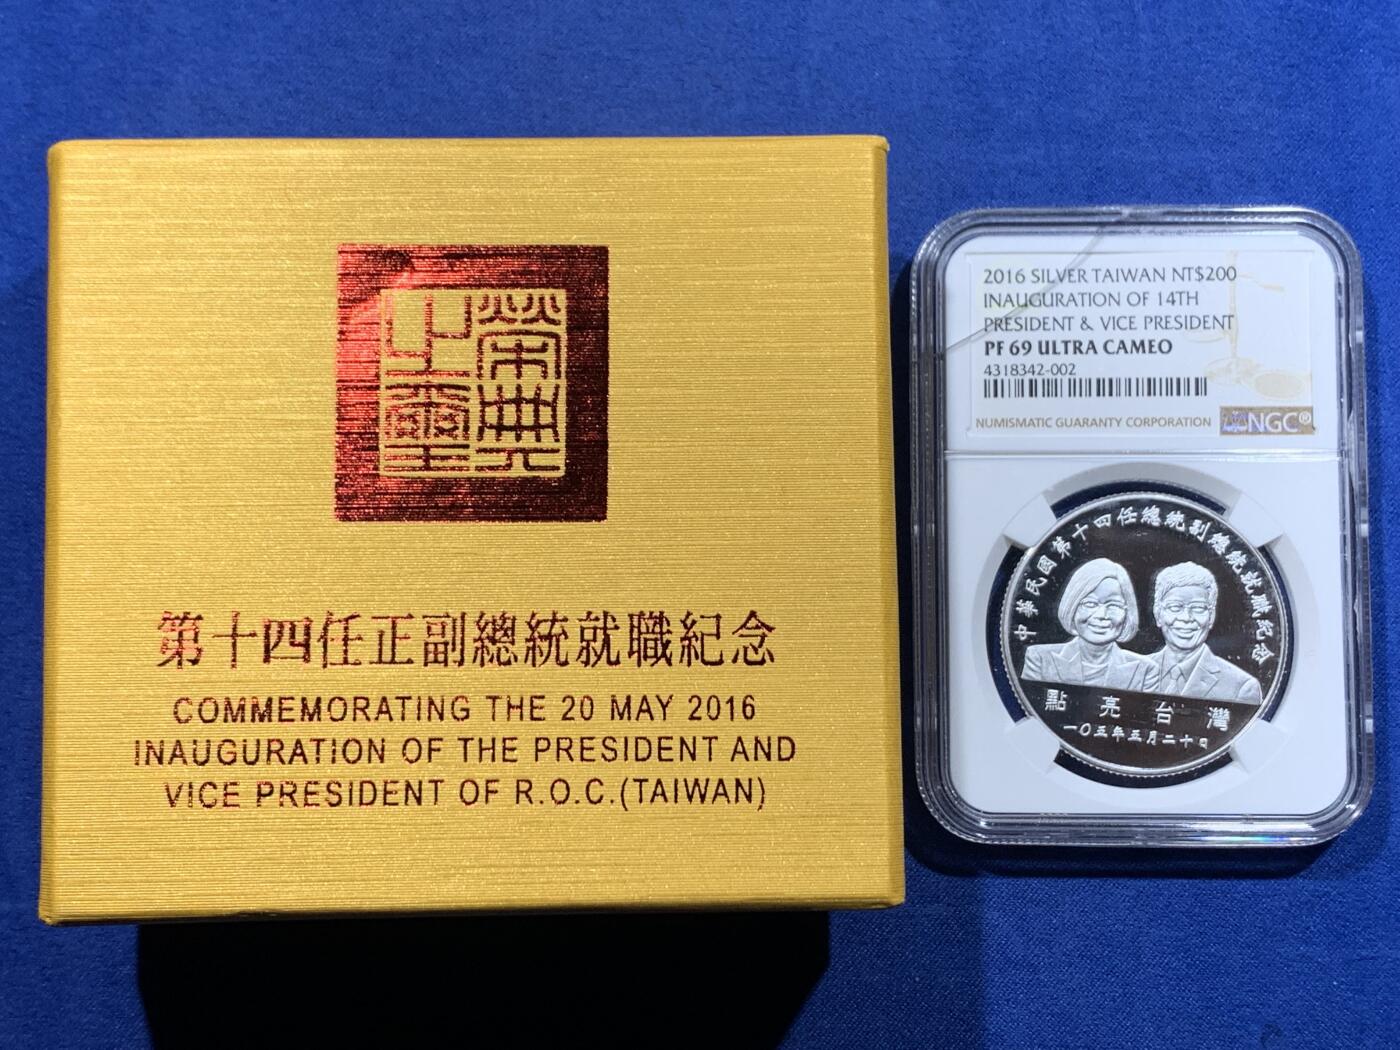 榮典
之璽
第十四任正副總統就職紀念
COMMEMORATING THE 20 MAY 2016
INAUGURATION OF THE PRESIDENT AND
VICE PRESIDENT OF R.O.C.(TAIWAN)
2016 SILVER TAIWAN NT$200
INAUGURATION OF 14TH
PRESIDENT & VICE PRESIDENT
PF 69 ULTRA CAMEO
4318342-002
NUMISMATIC GUARANTY CORPORATION NGC®
中華民國第十四任總統副總統就職紀念
點亮台灣
一〇五年五月二十日